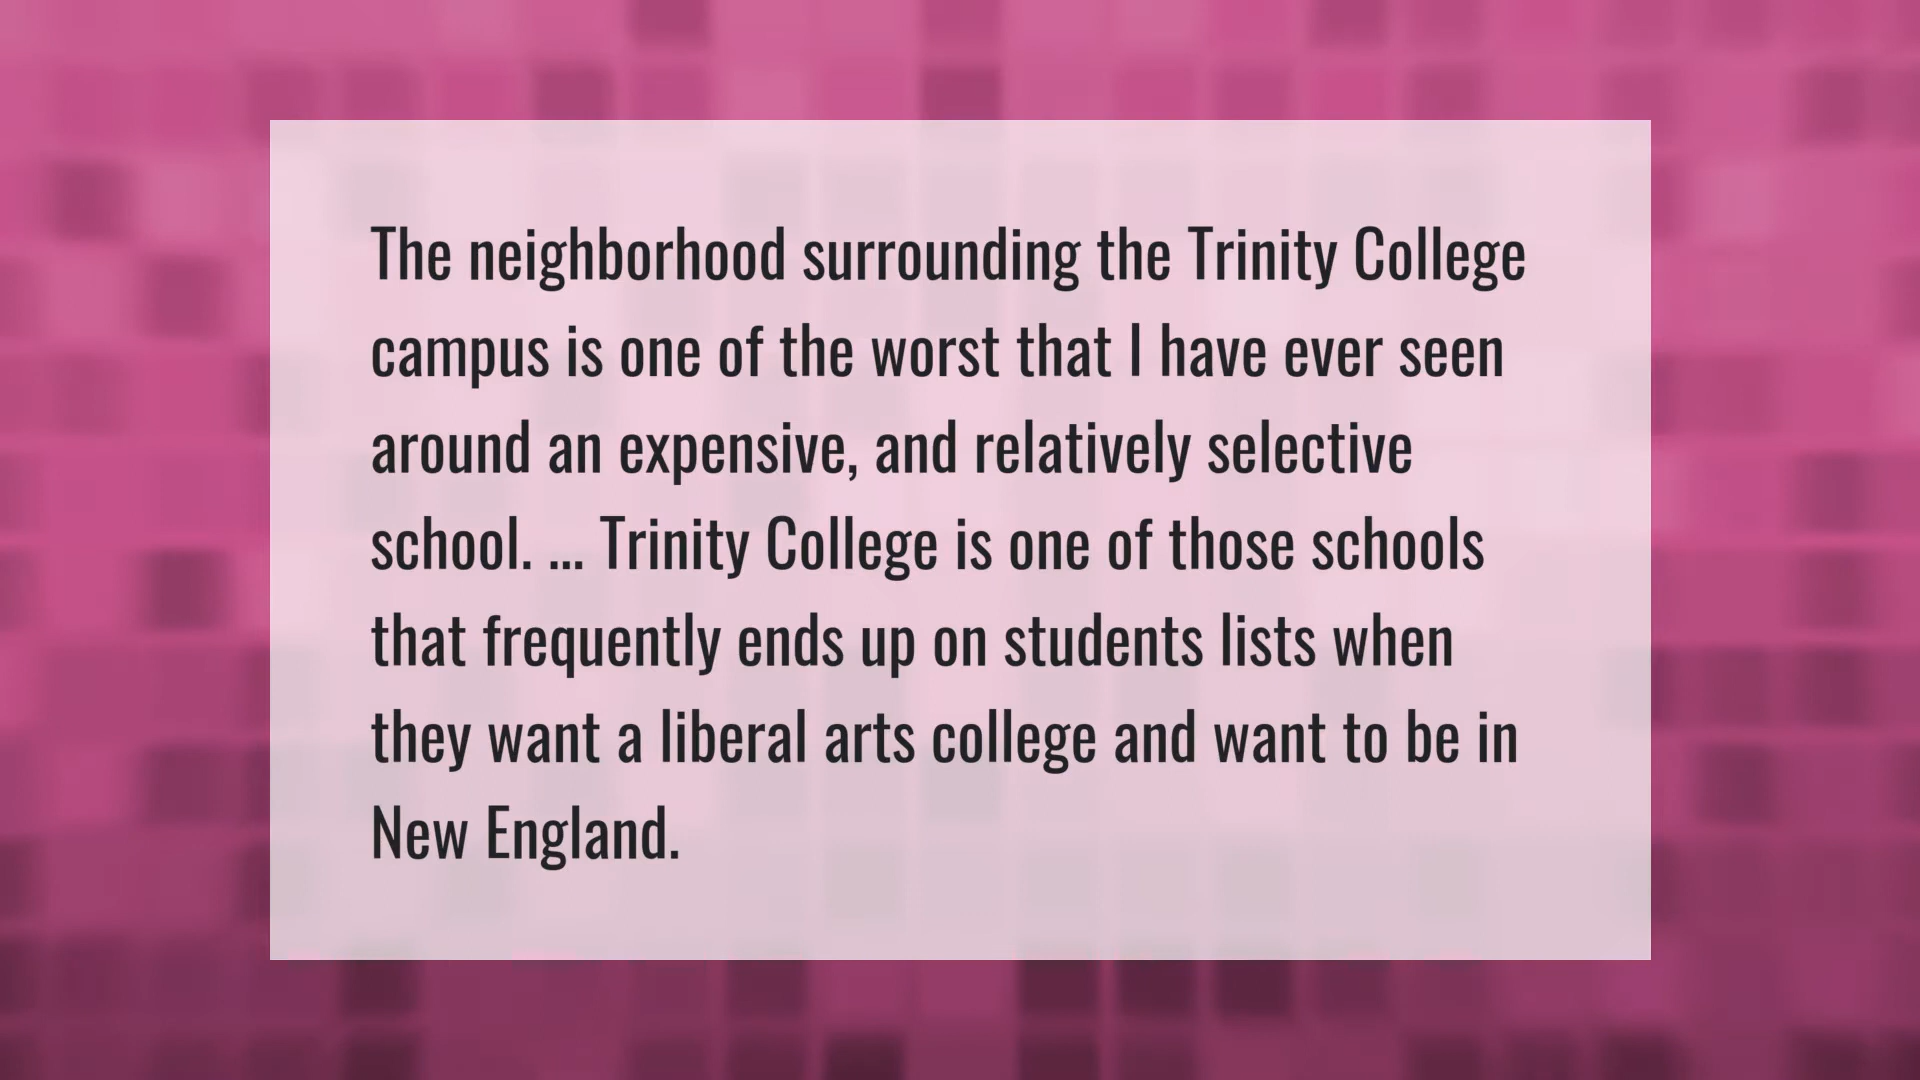 The neighborhood surrounding the Trinity College
campus is one of the worst that I have ever seen
around an expensive, and relatively selective
school. ... Trinity College is one of those schools
that frequently ends up on students lists when
they want a liberal arts college and want to be in
New England.